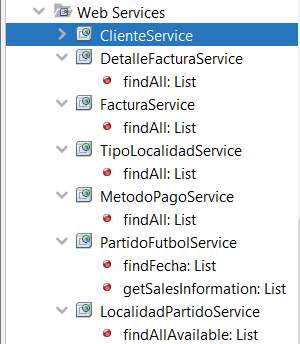 Web Services
ClienteService
DetalleFacturaService
findAll: List
FacturaService
findAll: List
TipoLocalidadService
findAll: List
MetodoPagoService
findAll: List
PartidoFutbolService
findFecha: List
getSalesInformation: List
LocalidadPartidoService
findAllAvailable: List